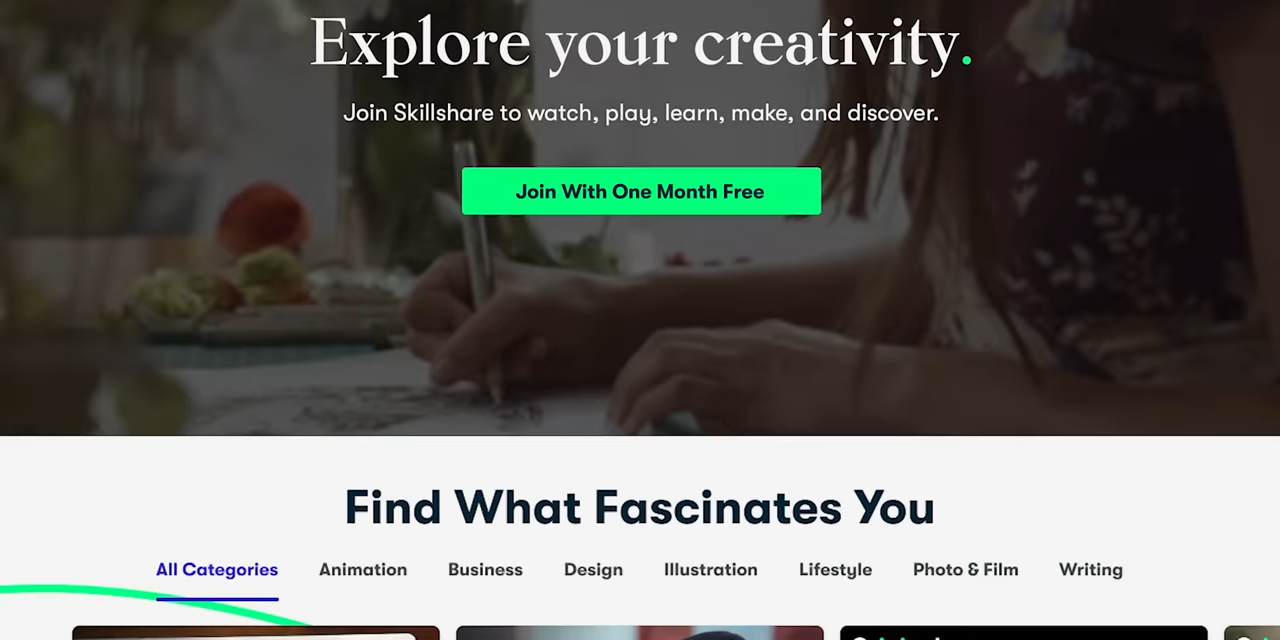 Explore your creativity.
Join Skillshare to watch, play, learn, make, and discover.
Join With One Month Free
Find What Fascinates You
All Categories Animation Business Design Illustration Lifestyle Photo & Film Writing